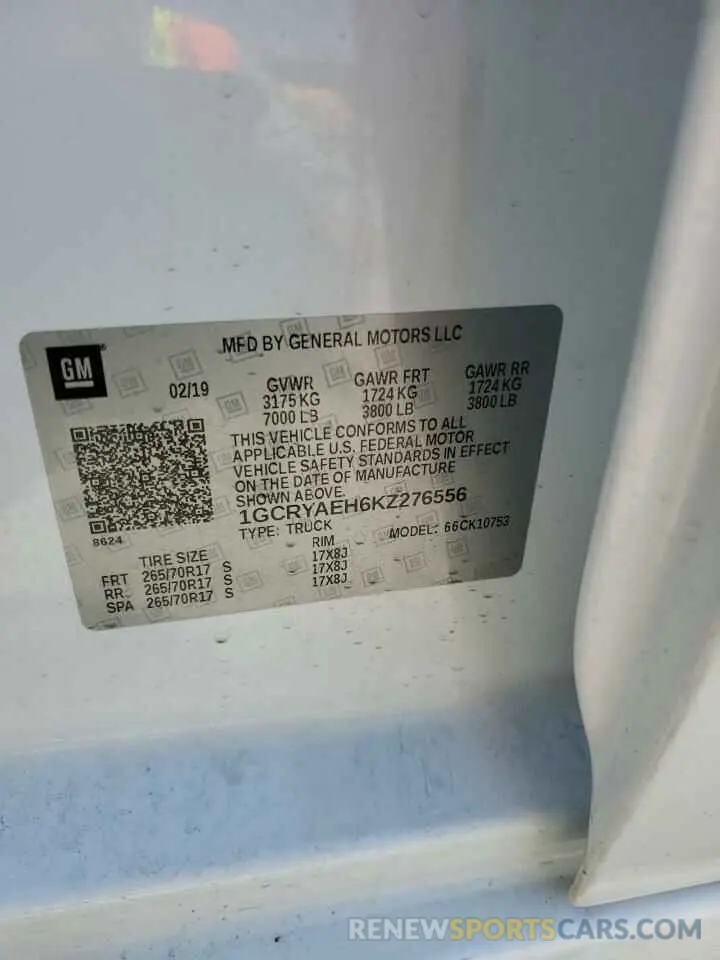 MFD BY GENERAL MOTORS LLC
GM
02/19
GVWR
3175 KG
7000 LB
GAWR FRT
1724 KG
3800 LB
GAWR RR
1724 KG
3800 LB
THIS VEHICLE CONFORMS TO ALL
APPLICABLE U.S. FEDERAL MOTOR
VEHICLE SAFETY STANDARDS IN EFFECT
ON THE DATE OF MANUFACTURE
SHOWN ABOVE.
1GCRYAEH6KZ276556
TYPE: TRUCK
MODEL: 66CK10753
8624
TIRE SIZE
RIM
FRT 265/70R17 S 17X8J
RR 265/70R17 S 17X8J
SPA 265/70R17 S 17X8J
RENEWSPORTSCARS.COM